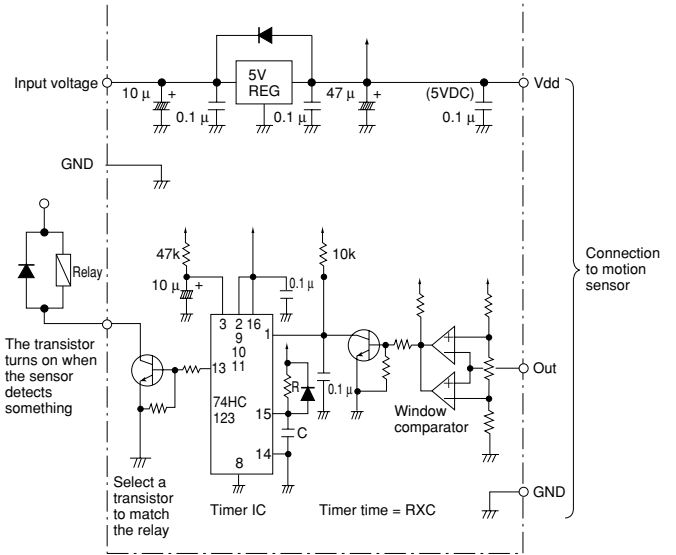 Input voltage
10 μ
+
0.1 μ
5V
REG
0.1 μ
47 μ
+
(5VDC)
0.1 μ
Vdd
GND
Relay
47k
10 μ
+
0.1 μ
10k
Connection
to motion
sensor
3
2
16
9
10
11
1
13
74HC
123
15
14
8
R
C
0.1 μ
Window
comparator
+
-
+
-
Out
The transistor
turns on when
the sensor
detects
something
Select a
transistor
to match
the relay
Timer IC
Timer time = RXC
GND